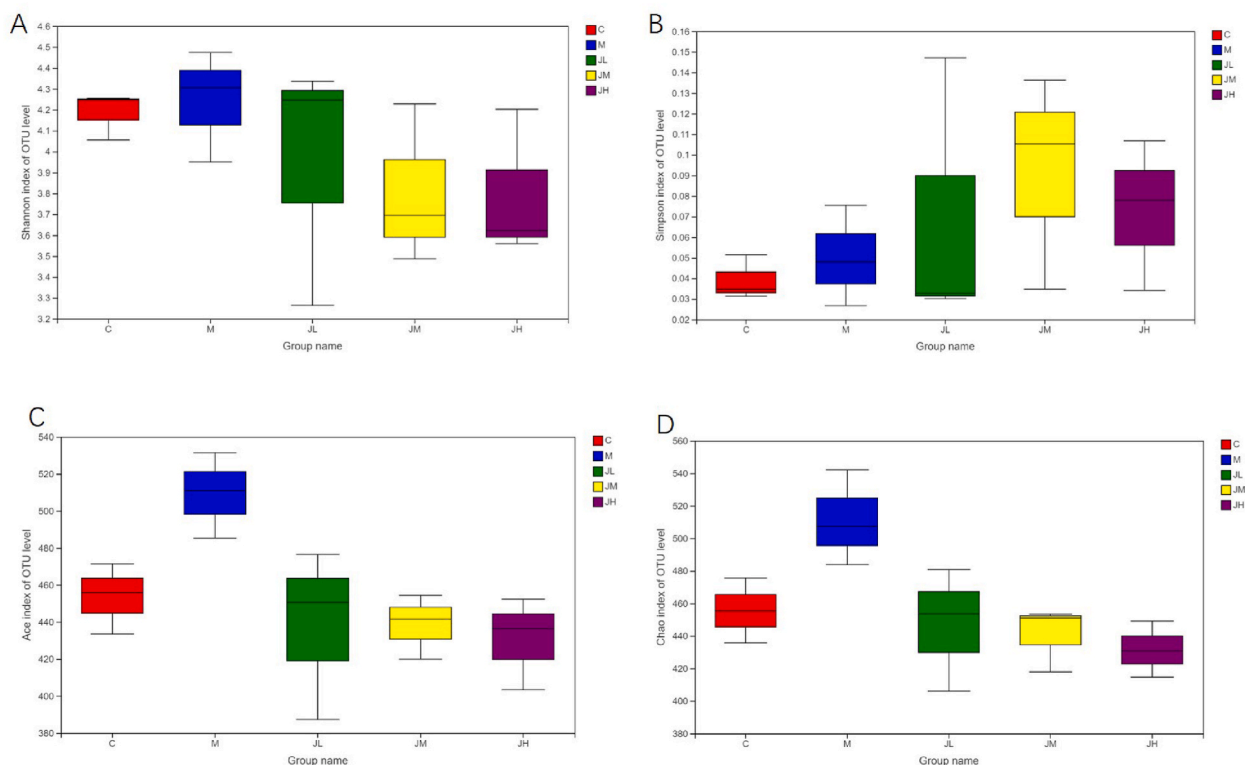 A
4.6
4.5
4.4
4.3
4.2
4.1
4
3.9
3.8
3.7
3.6
3.5
3.4
3.3
3.2
Shannon index of OTU level
C
M
JL
JM
JH
Group name
C
M
JL
JM
JH
B
0.16
0.15
0.14
0.13
0.12
0.11
0.1
0.09
0.08
0.07
0.06
0.05
0.04
0.03
0.02
Simpson index of OTU level
C
M
JL
JM
JH
Group name
C
M
JL
JM
JH
C
540
520
500
480
460
440
420
400
380
Ace index of OTU level
C
M
JL
JM
JH
Group name
C
M
JL
JM
JH
D
560
540
520
500
480
460
440
420
400
380
Chao index of OTU level
C
M
JL
JM
JH
Group name
C
M
JL
JM
JH